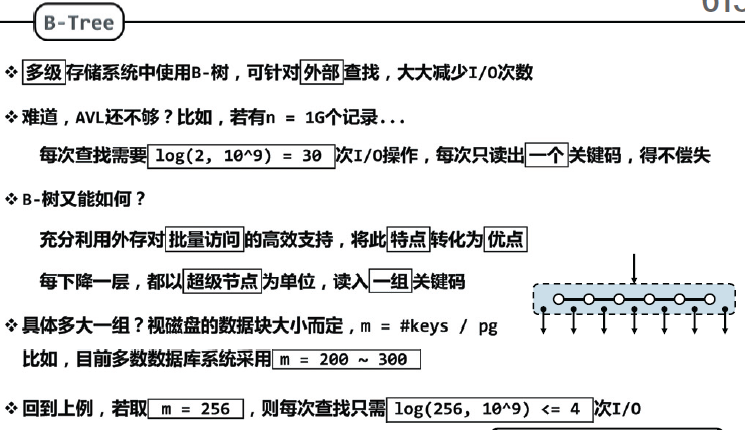 B-Tree
❖ 多级存储系统中使用B-树，可针对外部查找，大大减少I/O次数
❖ 难道，AVL还不够？比如，若有n = 1G个记录...
每次查找需要 log(2, 10^9) = 30 次I/O操作，每次只读出一个关键码，得不偿失
❖ B-树又能如何？
充分利用外存对批量访问的高效支持，将此特点转化为优点
每下降一层，都以超级节点为单位，读入一组关键码
❖ 具体多大一组？视磁盘的数据块大小而定，m = #keys / pg
比如，目前多数数据库系统采用 m = 200 ~ 300
❖ 回到上例，若取 m = 256 ，则每次查找只需 log(256, 10^9) <= 4 次I/O